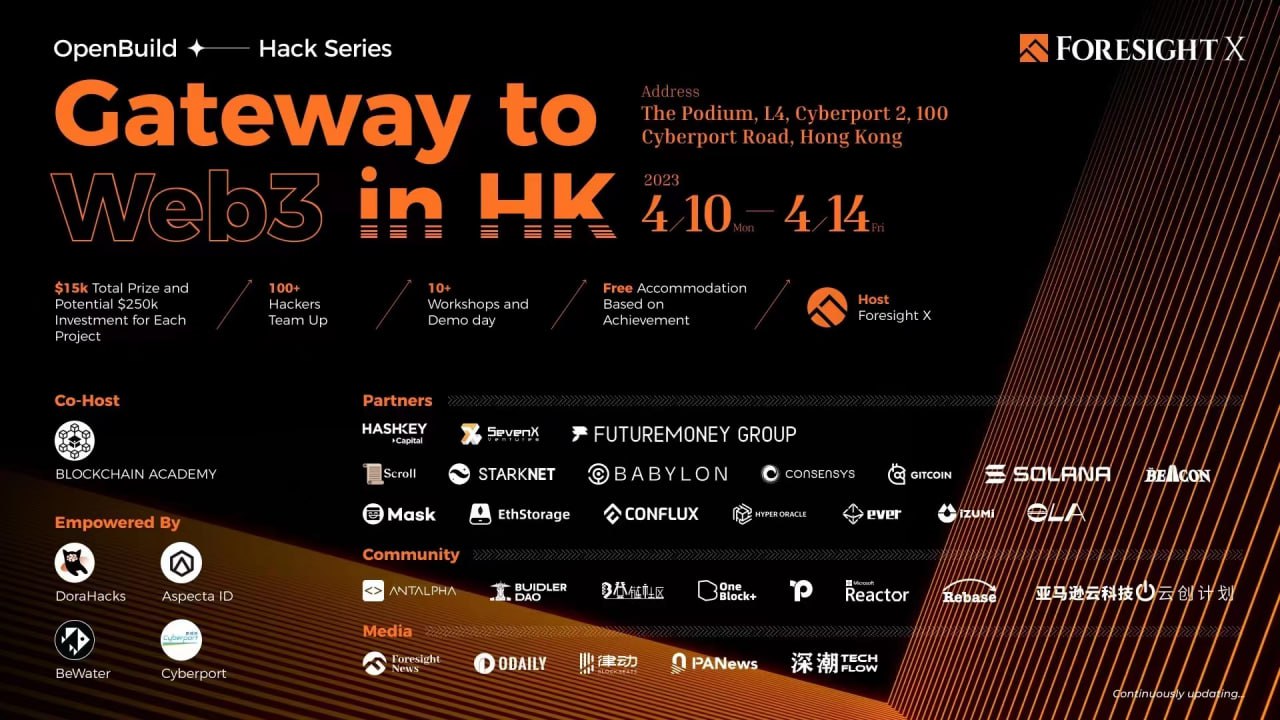 OpenBuild Hack Series
FORESIGHT X
Gateway to
Web3 in HK
Address
The Podium, L4, Cyberport 2, 100
Cyberport Road, Hong Kong
2023
4/10 Mon — 4/14 Fri
$15k Total Prize and
Potential $250k
Investment for Each
Project
100+
Hackers
Team Up
10+
Workshops and
Demo day
Free Accommodation
Based on
Achievement
Host
Foresight X
Co-Host
BLOCKCHAIN ACADEMY
Empowered By
DoraHacks
Aspecta ID
BeWater
Cyberport
Cyberport
Partners
HASHKEY
Capital
SevenX
ventures
FUTUREMONEY GROUP
Scroll
STARKNET
BABYLON
CONSENSYS
GITCOIN
SOLANA
BEACON
Mask
EthStorage
CONFLUX
HYPER ORACLE
ever
iZUMi
OLA
Community
ANTALPHA
BUIDLER
DAO
One
Block+
Microsoft
Reactor
Rebase
亚马逊云科技 云创计划
Media
Foresight
News
ODAILY
律动
BLOCKBEATS
PANews
深潮 TECH
FLOW
Continuously updating...